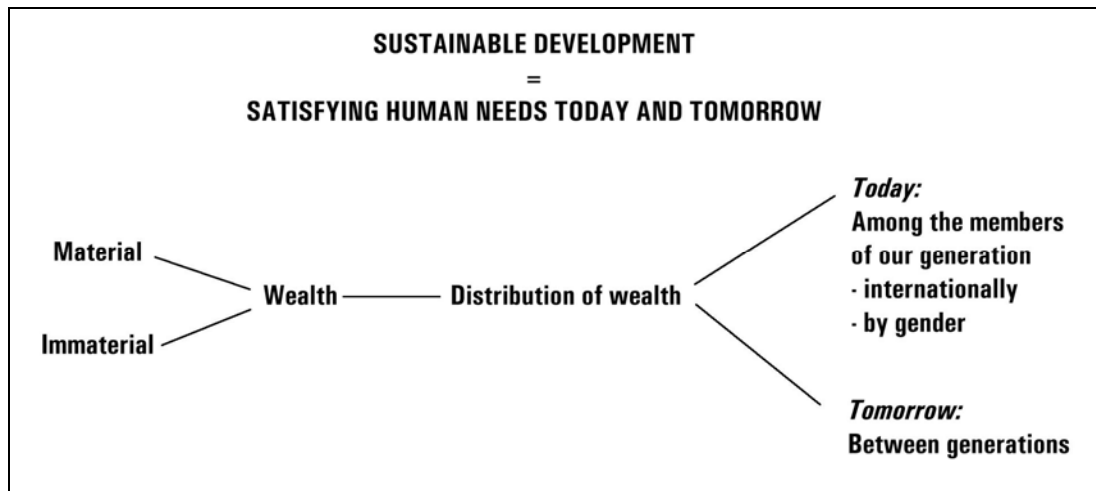 SUSTAINABLE DEVELOPMENT
=
SATISFYING HUMAN NEEDS TODAY AND TOMORROW
Material
Immaterial
Wealth
Distribution of wealth
Today:
Among the members
of our generation
- internationally
- by gender
Tomorrow:
Between generations